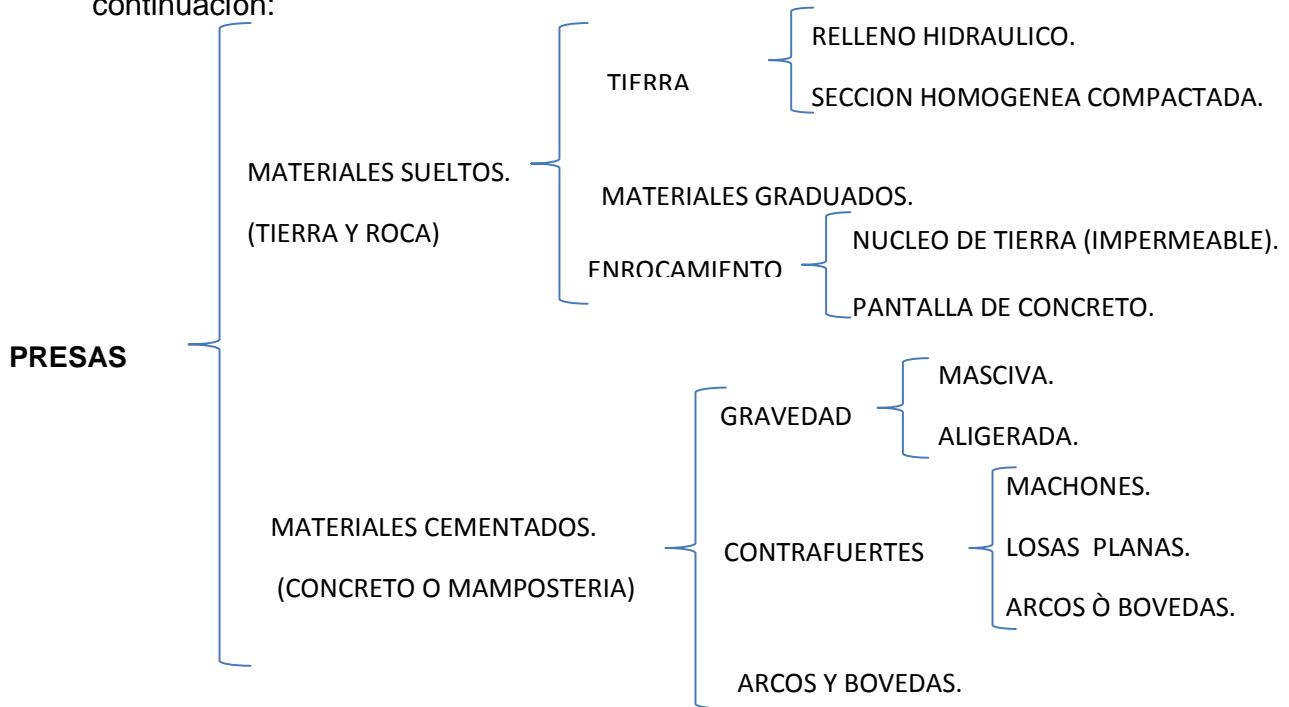 continuación:
RELLENO HIDRAULICO.
TIERRA
SECCION HOMOGENEA COMPACTADA.
MATERIALES SUELTOS.
(TIERRA Y ROCA)
MATERIALES GRADUADOS.
NUCLEO DE TIERRA (IMPERMEABLE).
ENROCAMIENTO
PANTALLA DE CONCRETO.
PRESAS
MASCIVA.
GRAVEDAD
ALIGERADA.
MACHONES.
MATERIALES CEMENTADOS.
(CONCRETO O MAMPOSTERIA)
CONTRAFUERTES
LOSAS PLANAS.
ARCOS Ò BOVEDAS.
ARCOS Y BOVEDAS.